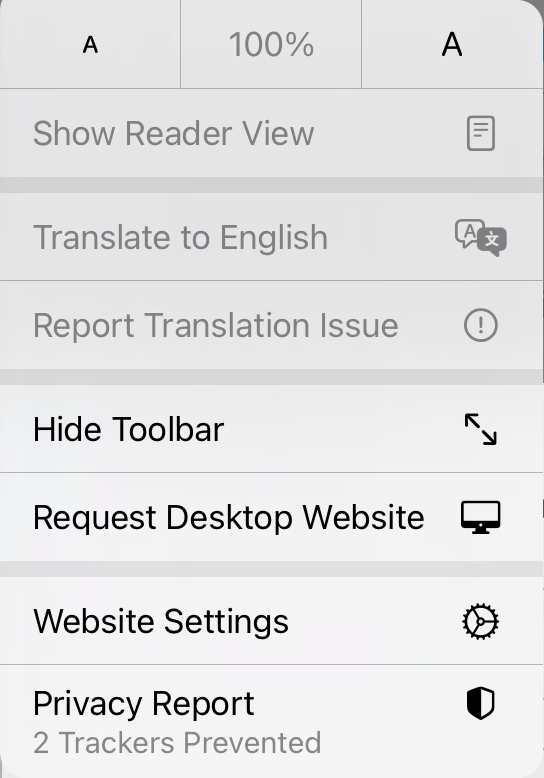 A 100% A
Show Reader View
Translate to English
A 文
Report Translation Issue
!
Hide Toolbar
Request Desktop Website
Website Settings
Privacy Report
2 Trackers Prevented